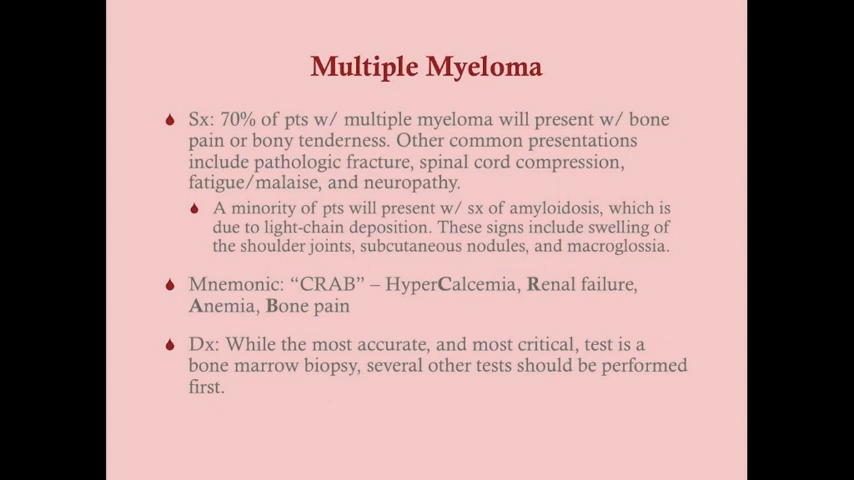 Multiple Myeloma
Sx: 70% of pts w/ multiple myeloma will present w/ bone
pain or bony tenderness. Other common presentations
include pathologic fracture, spinal cord compression,
fatigue/malaise, and neuropathy.
A minority of pts will present w/ sx of amyloidosis, which is
due to light-chain deposition. These signs include swelling of
the shoulder joints, subcutaneous nodules, and macroglossia.
Mnemonic: “CRAB” – HyperCalcemia, Renal failure,
Anemia, Bone pain
Dx: While the most accurate, and most critical, test is a
bone marrow biopsy, several other tests should be performed
first.